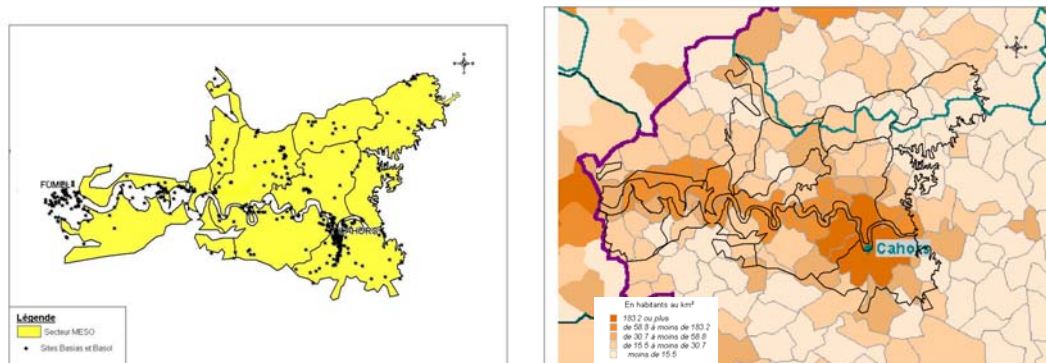 FUMEL
CAHORS
Légende
Secteur MESO
Sites Basias et Basol
Cahors
En habitants au km²
183.2 ou plus
de 58.8 à moins de 183.2
de 30.7 à moins de 58.8
de 15.5 à moins de 30.7
moins de 15.5